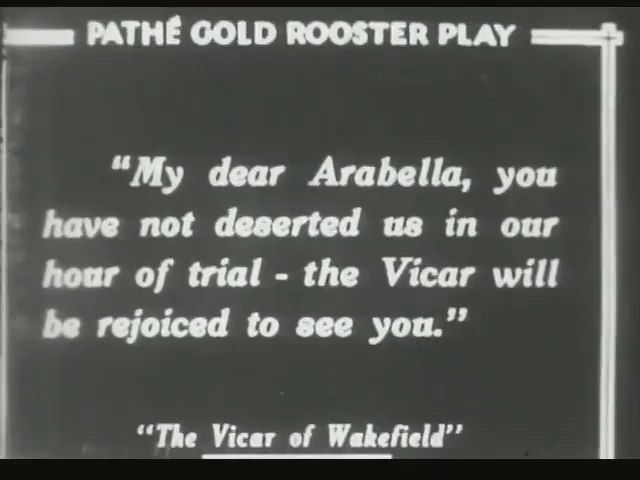 PATHÉ GOLD ROOSTER PLAY
"My dear Arabella, you
have not deserted us in our
hour of trial - the Vicar will
be rejoiced to see you."
"The Vicar of Wakefield"